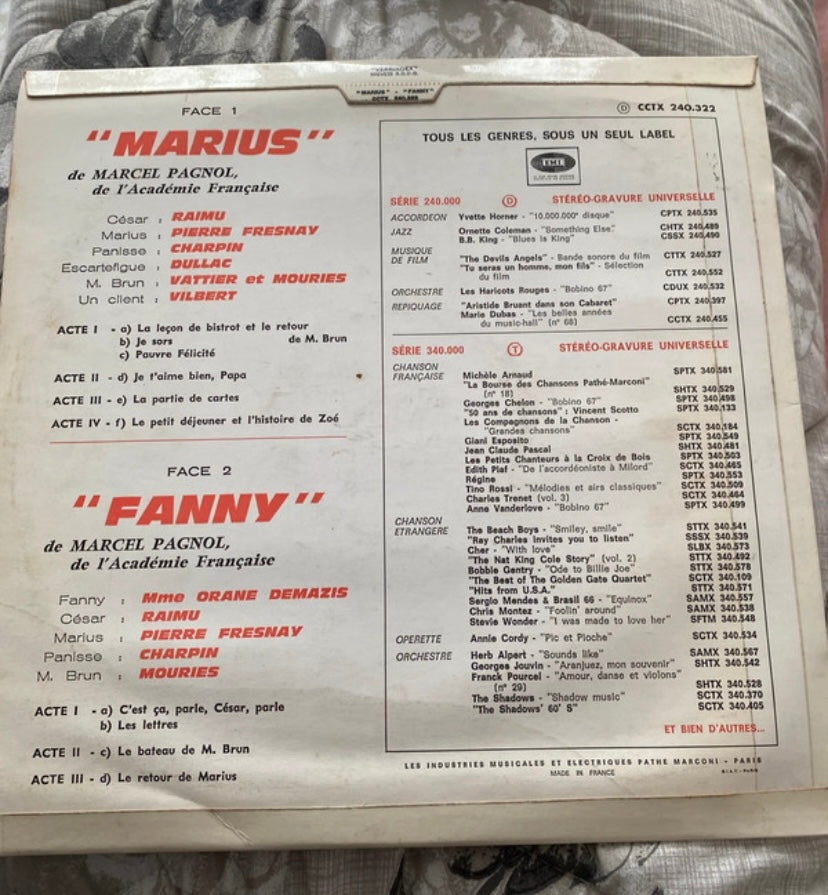 "MARIUS" - "FANNY"
FACE 1
"MARIUS"
de MARCEL PAGNOL,
de l'Académie Française
César : RAIMU
Marius : PIERRE FRESNAY
Panisse : CHARPIN
Escartefigue : DULLAC
M. Brun : VATTIER et MOURIES
Un client : VILBERT
ACTE I - a) La leçon de bistrot et le retour
b) Je sors de M. Brun
c) Pauvre Félicité
ACTE II - d) Je t'aime bien, Papa
ACTE III - e) La partie de cartes
ACTE IV - f) Le petit déjeuner et l'histoire de Zoé
FACE 2
"FANNY"
de MARCEL PAGNOL,
de l'Académie Française
Fanny : Mme ORANE DEMAZIS
César : RAIMU
Marius : PIERRE FRESNAY
Panisse : CHARPIN
M. Brun : MOURIES
ACTE I - a) C'est ça, parle, César, parle
b) Les lettres
ACTE II - c) Le bateau de M. Brun
ACTE III - d) Le retour de Marius
Ⓓ CCTX 240.322
TOUS LES GENRES, SOUS UN SEUL LABEL
EMI
SÉRIE 240.000 Ⓓ STÉRÉO-GRAVURE UNIVERSELLE
ACCORDEON Yvette Horner - "10.000.000e disque" CPTX 240.535
JAZZ Ornette Coleman - "Something Else" CHTX 240.489
B.B. King - "Blues is King" CSSX 240.490
MUSIQUE DE FILM "The Devils Angels" - Bande sonore du film CTTX 240.527
"Tu seras un homme, mon fils" - Sélection
du film CTTX 240.552
ORCHESTRE Les Haricots Rouges - "Bobino 67" CDUX 240.532
REPIQUAGE "Aristide Bruant dans son Cabaret" CPTX 240.397
Marie Dubas - "Les belles années
du music-hall" (n° 68) CCTX 240.455
SÉRIE 340.000 Ⓣ STÉRÉO-GRAVURE UNIVERSELLE
CHANSON FRANÇAISE Michèle Arnaud SPTX 340.581
"La Bourse des Chansons Pathé-Marconi"
(n° 18) SHTX 340.529
Georges Chelon - "Bobino 67" SPTX 340.498
"50 ans de chansons" : Vincent Scotto SPTX 340.133
Les Compagnons de la Chanson -
"Grandes chansons" SCTX 340.184
Giani Esposito SPTX 340.549
Jean Claude Pascal SHTX 340.481
Les Petits Chanteurs à la Croix de Bois SPTX 340.503
Edith Piaf - "De l'accordéoniste à Milord" SCTX 340.465
Régine SPTX 340.553
Tino Rossi - "Mélodies et airs classiques" SCTX 340.509
Charles Trenet (vol. 3) SCTX 340.464
Anne Vanderlove - "Bobino 67" SPTX 340.499
CHANSON ETRANGERE The Beach Boys - "Smiley, smile" STTX 340.541
"Ray Charles invites you to listen" SSSX 340.539
Cher - "With love" SLBX 340.573
"The Nat King Cole Story" (vol. 2) STTX 340.492
Bobbie Gentry - "Ode to Billie Joe" STTX 340.578
"The Best of The Golden Gate Quartet" SCTX 340.109
"Hits from U.S.A." STTX 340.571
Sergio Mendes & Brasil 66 - "Equinox" SAMX 340.557
Chris Montez - "Foolin' around" SAMX 340.538
Stevie Wonder - "I was made to love her" SFTM 340.548
OPERETTE Annie Cordy - "Pic et Pioche" SCTX 340.534
ORCHESTRE Herb Alpert - "Sounds like" SAMX 340.567
Georges Jouvin - "Aranjuez, mon souvenir" SHTX 340.542
Franck Pourcel - "Amour, danse et violons"
(n° 29) SHTX 340.528
The Shadows - "Shadow music" SCTX 340.370
"The Shadows' 60' S" SCTX 340.405
ET BIEN D'AUTRES...
LES INDUSTRIES MUSICALES ET ELECTRIQUES PATHE MARCONI - PARIS
MADE IN FRANCE